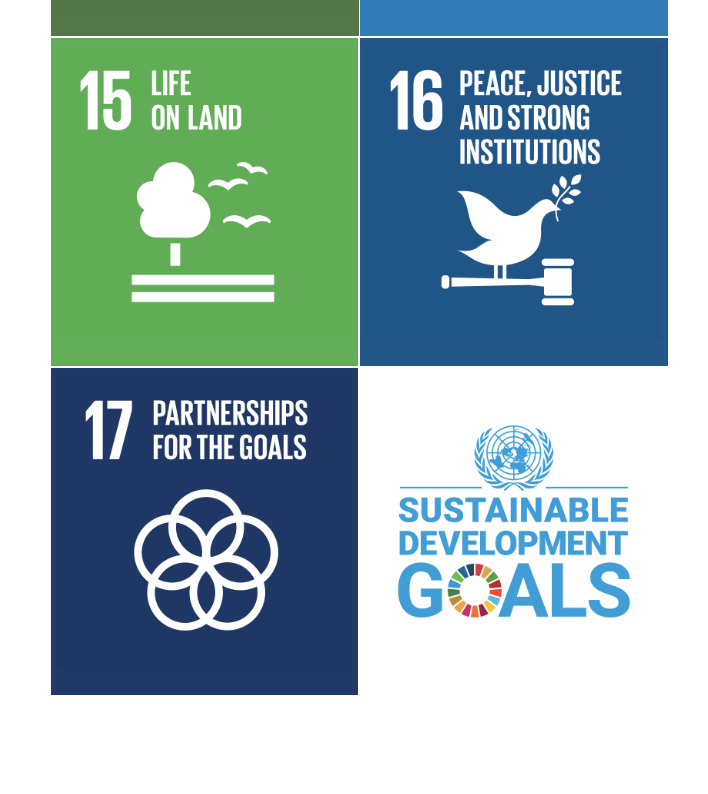 15 LIFE
ON LAND
16 PEACE, JUSTICE
AND STRONG
INSTITUTIONS
17 PARTNERSHIPS
FOR THE GOALS
SUSTAINABLE
DEVELOPMENT
GOALS